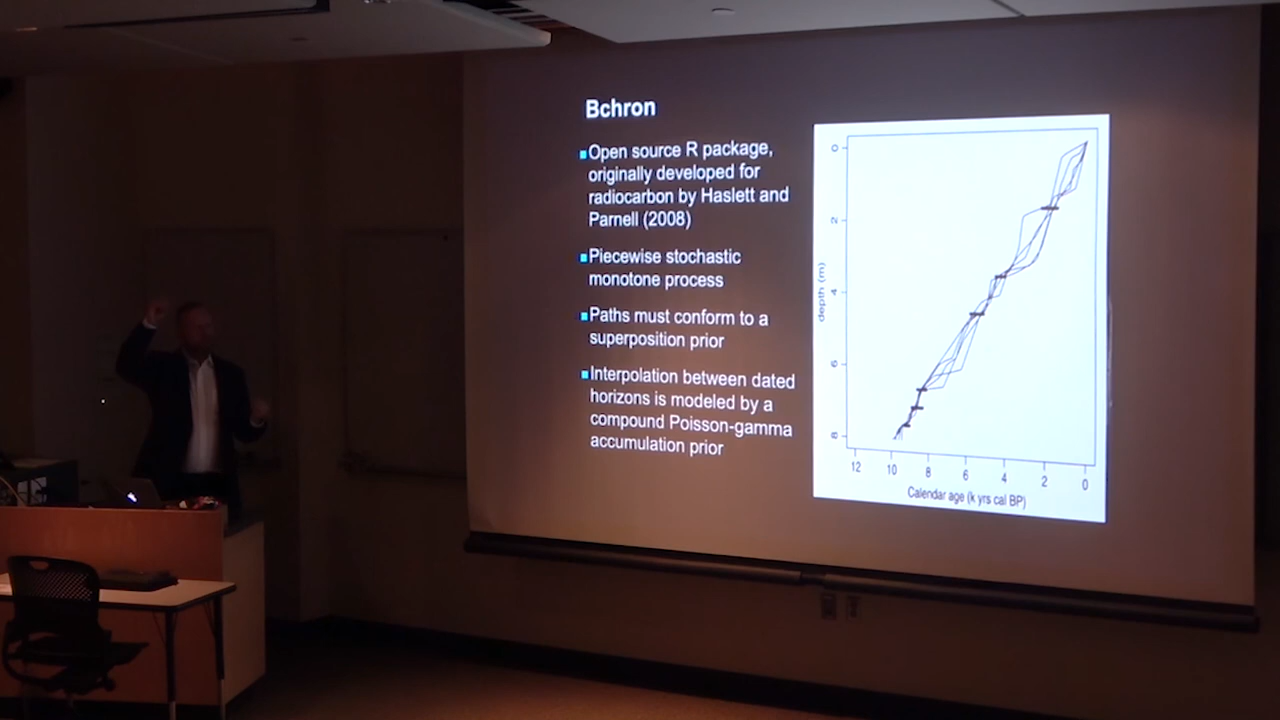 Bchron
Open source R package,
originally developed for
radiocarbon by Haslett and
Parnell (2008)
Piecewise stochastic
monotone process
Paths must conform to a
superposition prior
Interpolation between dated
horizons is modeled by a
compound Poisson-gamma
accumulation prior
depth (m)
0
2
4
6
8
12 10 8 6 4 2 0
Calendar age (k yrs cal BP)